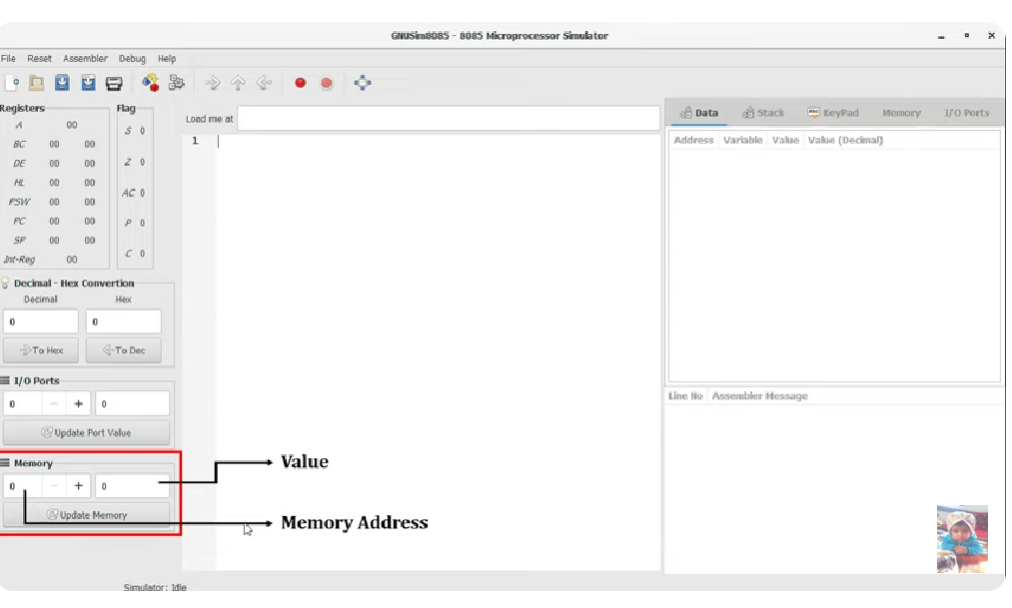 GNUSim8085 - 8085 Microprocessor Simulator
File Reset Assembler Debug Help
Registers
A 00
BC 00 00
DE 00 00
HL 00 00
PSW 00 00
PC 00 00
SP 00 00
Int-Reg 00
Flag
S 0
Z 0
AC 0
P 0
C 0
Decimal - Hex Convertion
Decimal Hex
0 0
To Hex To Dec
I/O Ports
0 - + 0
Update Port Value
Memory
0 - + 0
Update Memory
Load me at
1
Value
Memory Address
Data Stack KeyPad Memory I/O Ports
Address Variable Value Value (Decimal)
Line No Assembler Message
Simulator: Idle